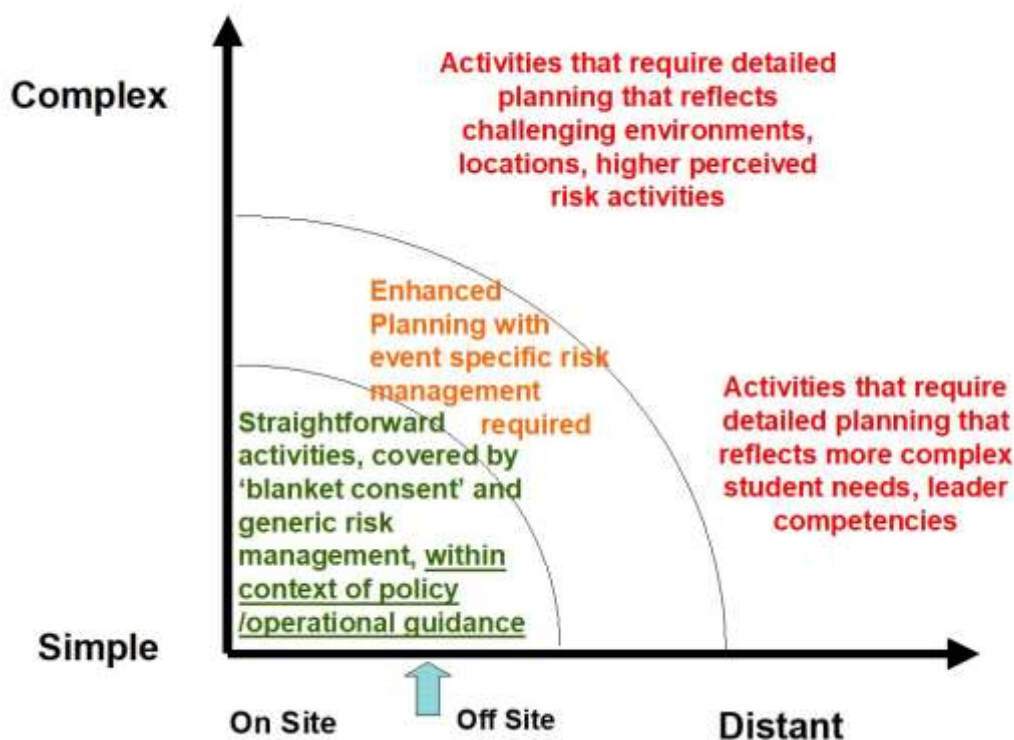 Complex
Activities that require detailed
planning that reflects
challenging environments,
locations, higher perceived
risk activities
Enhanced
Planning with
event specific risk
management
required
Straightforward
activities, covered by
‘blanket consent’ and
generic risk
management, within
context of policy
/operational guidance
Activities that require
detailed planning that
reflects more complex
student needs, leader
competencies
Simple
On Site
Off Site
Distant